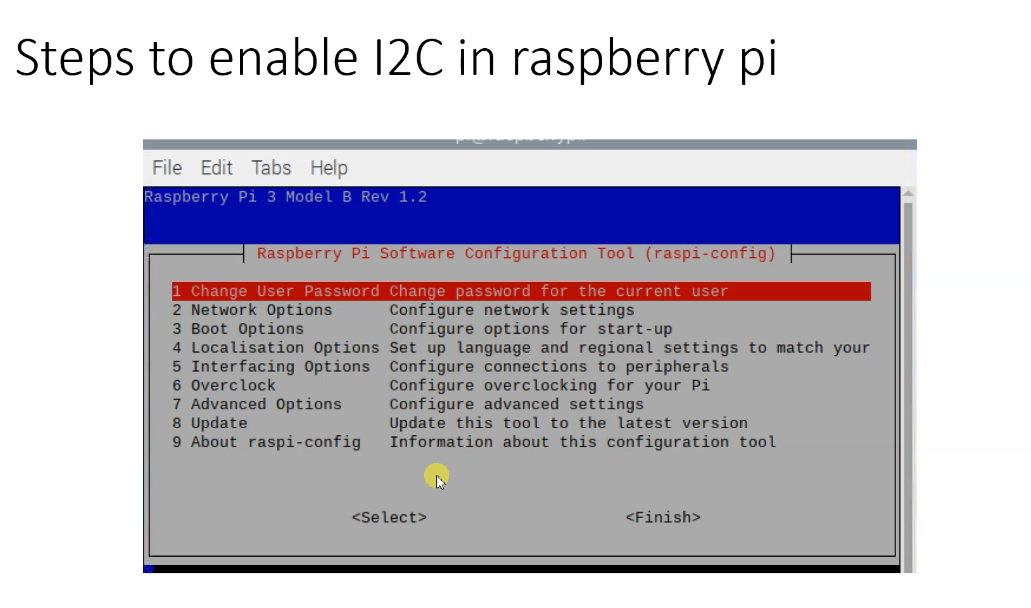 Steps to enable I2C in raspberry pi
File Edit Tabs Help
Raspberry Pi 3 Model B Rev 1.2
Raspberry Pi Software Configuration Tool (raspi-config)
1 Change User Password Change password for the current user
2 Network Options Configure network settings
3 Boot Options Configure options for start-up
4 Localisation Options Set up language and regional settings to match your
5 Interfacing Options Configure connections to peripherals
6 Overclock Configure overclocking for your Pi
7 Advanced Options Configure advanced settings
8 Update Update this tool to the latest version
9 About raspi-config Information about this configuration tool
<Select> <Finish>